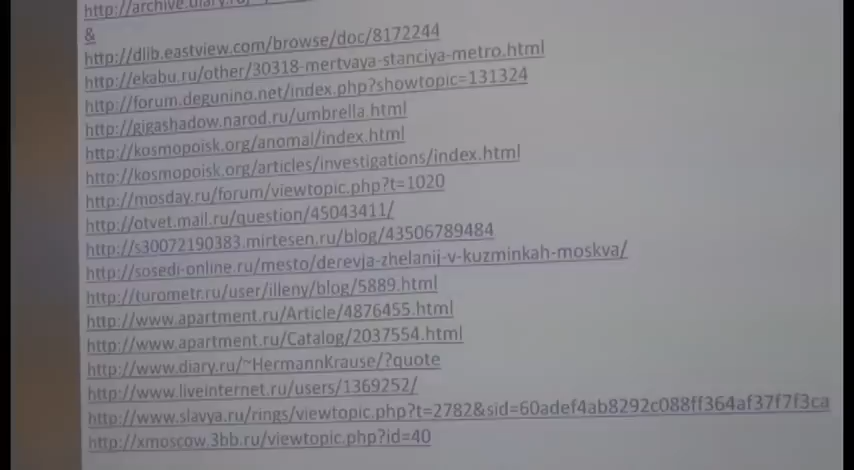 http://archive.diary.ru/
&
http://dlib.eastview.com/browse/doc/8172244
http://ekabu.ru/other/30318-mertvaya-stanciya-metro.html
http://forum.degunino.net/index.php?showtopic=131324
http://gigashadow.narod.ru/umbrella.html
http://kosmopoisk.org/anomal/index.html
http://kosmopoisk.org/articles/investigations/index.html
http://mosday.ru/forum/viewtopic.php?t=1020
http://otvet.mail.ru/question/45043411/
http://s30072190383.mirtesen.ru/blog/43506789484
http://sosedi-online.ru/mesto/derevja-zhelanij-v-kuzminkah-moskva/
http://turometr.ru/user/illeny/blog/5889.html
http://www.apartment.ru/Article/4876455.html
http://www.apartment.ru/Catalog/2037554.html
http://www.diary.ru/~HermannKrause/?quote
http://www.liveinternet.ru/users/1369252/
http://www.slavya.ru/rings/viewtopic.php?t=2782&sid=60adef4ab8292c088ff364af37f7f3ca
http://xmoscow.3bb.ru/viewtopic.php?id=40